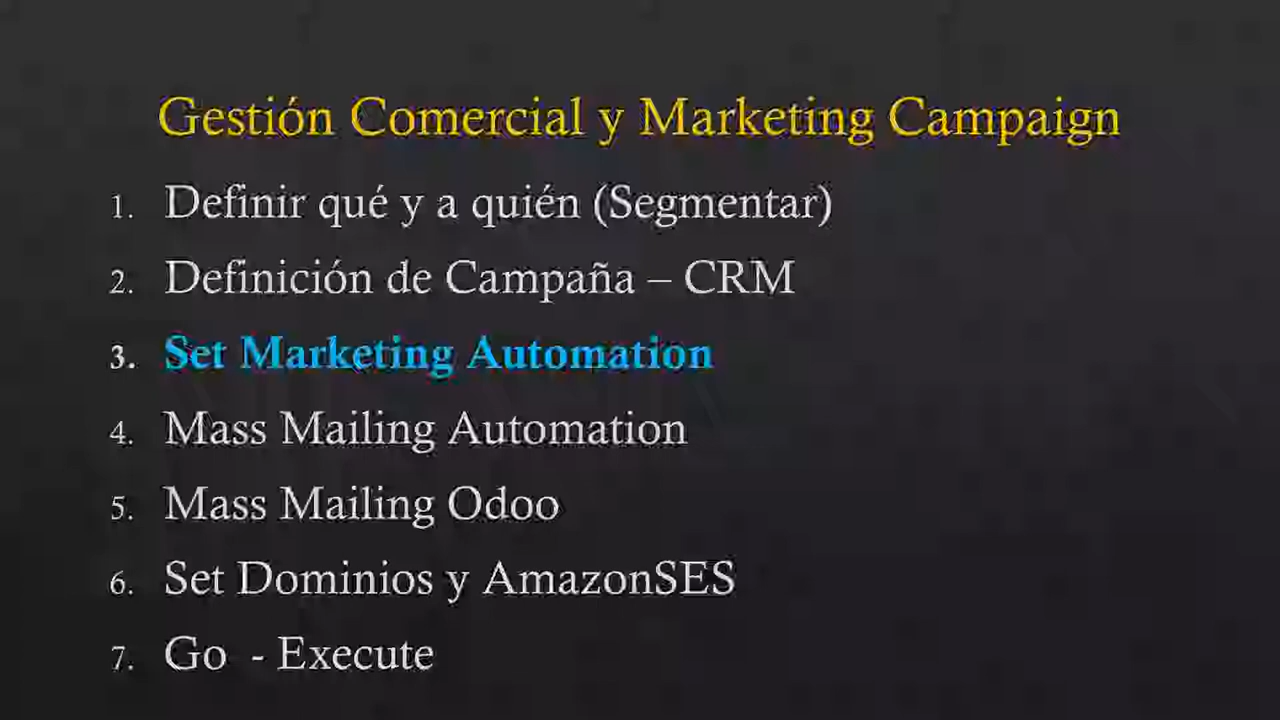 Gestión Comercial y Marketing Campaign
1. Definir qué y a quién (Segmentar)
2. Definición de Campaña – CRM
3. Set Marketing Automation
4. Mass Mailing Automation
5. Mass Mailing Odoo
6. Set Dominios y AmazonSES
7. Go - Execute